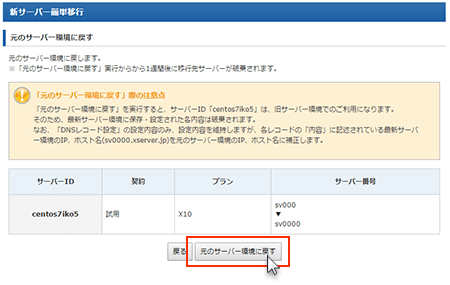 新サーバー簡単移行
元のサーバー環境に戻す
元のサーバー環境に戻します。
※「元のサーバー環境に戻す」実行からから1週間後に移行先サーバーが破棄されます。
「元のサーバー環境に戻す」際の注意点
「元のサーバー環境に戻す」を実行すると、サーバーID「centos7iko5」は、旧サーバー環境でのご利用になります。
そのため、最新サーバー環境に保存・設定された各内容は破棄されます。
なお、「DNSレコード設定」の設定内容のみ、設定内容を維持しますが、各レコードの「内容」に記述されている最新サーバー環境のIP、ホスト名(sv0000.xserver.jp)を元のサーバー環境のIP、ホスト名に補正します。
サーバーID 契約 プラン サーバー番号
centos7iko5 試用 X10 sv000
▼
sv0000
戻る 元のサーバー環境に戻す